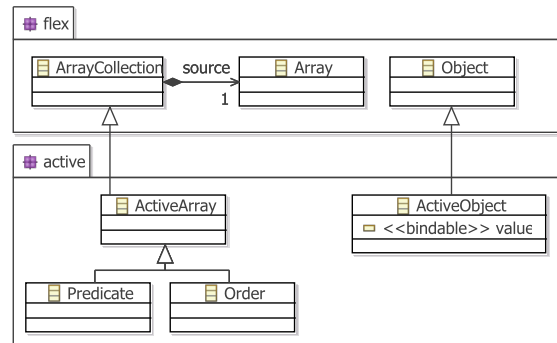 flex
ArrayCollection
source
1
Array
Object
active
ActiveArray
ActiveObject
<<bindable>> value
Predicate
Order